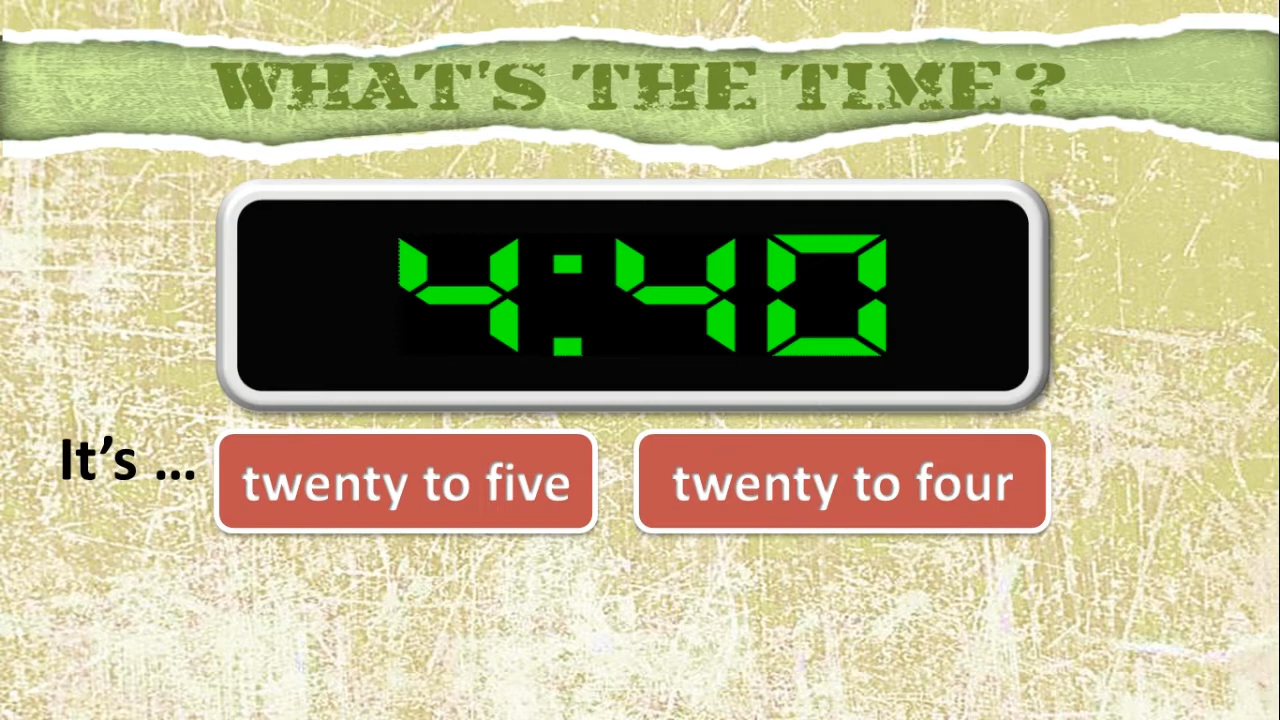 WHAT'S THE TIME?
4:40
It’s …
twenty to five
twenty to four